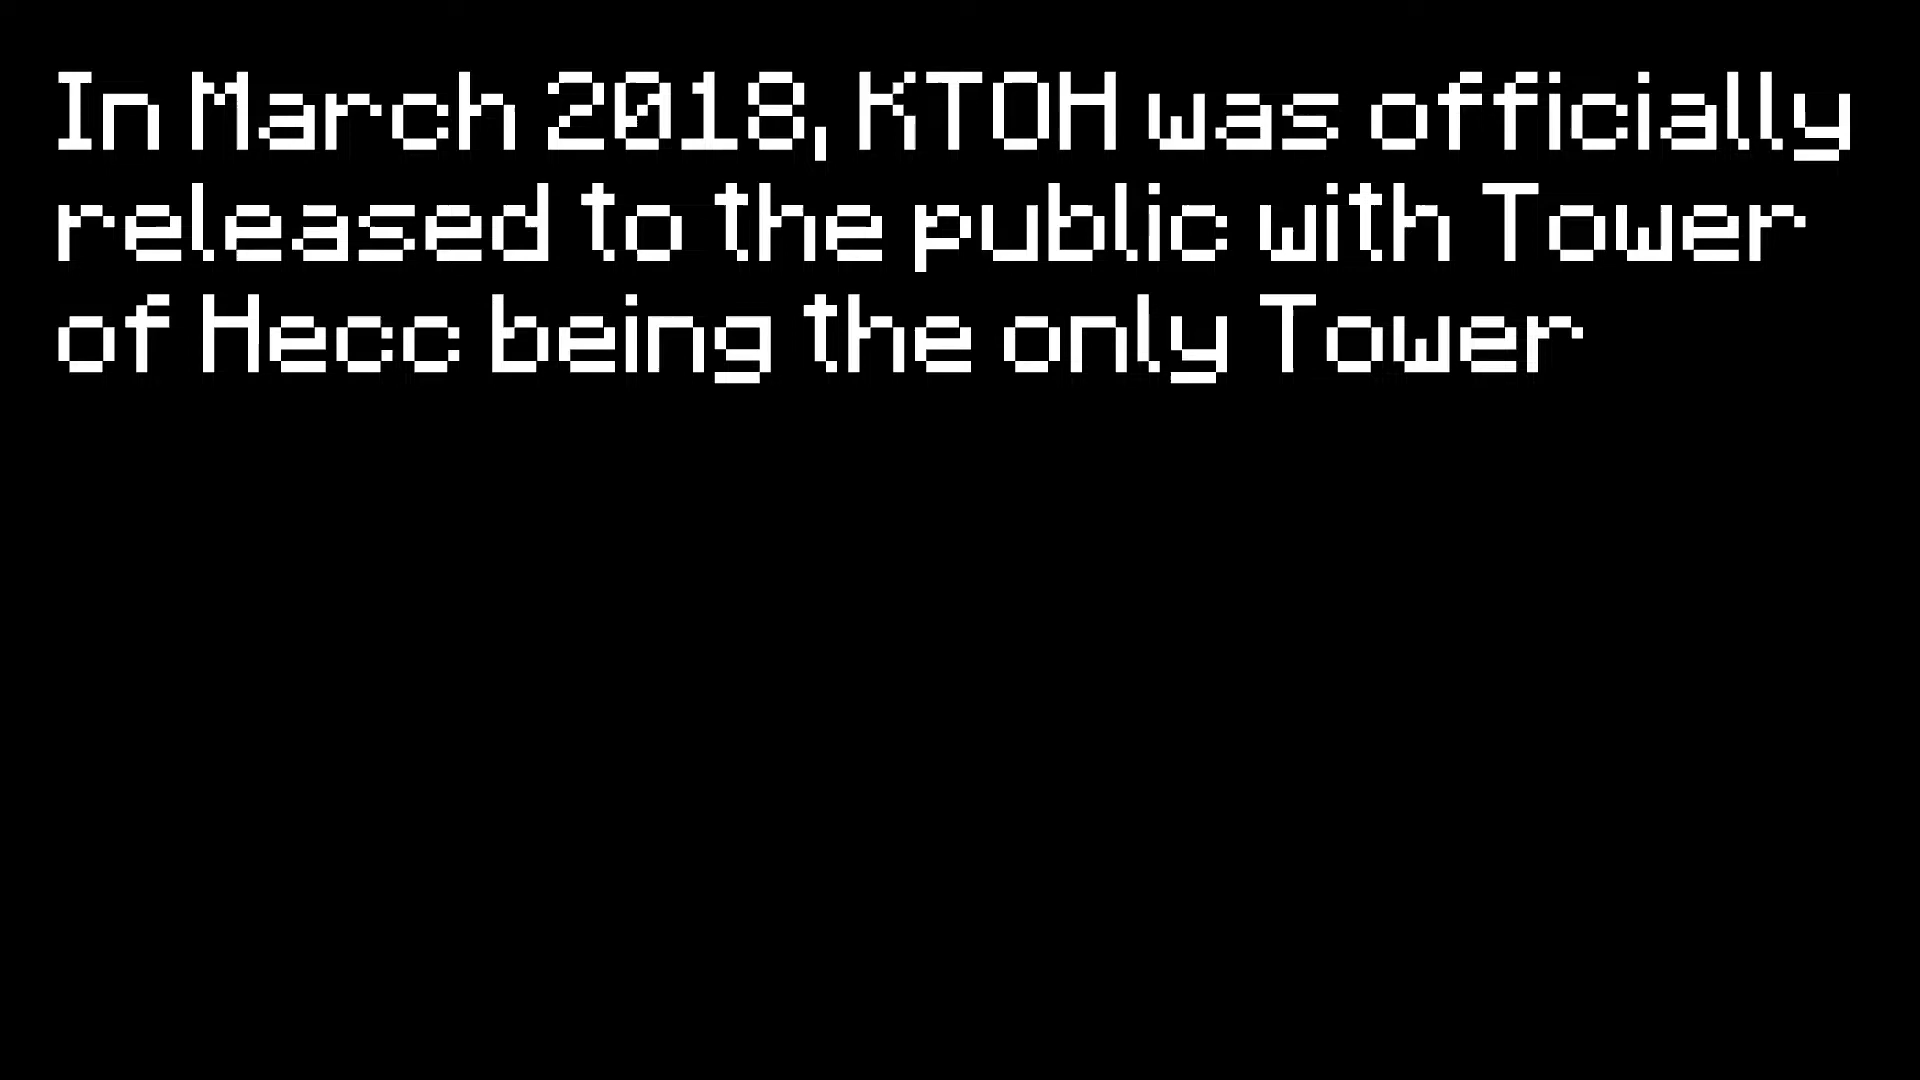 In March 2018, KTOH was officially
released to the public with Tower
of Hecc being the only Tower